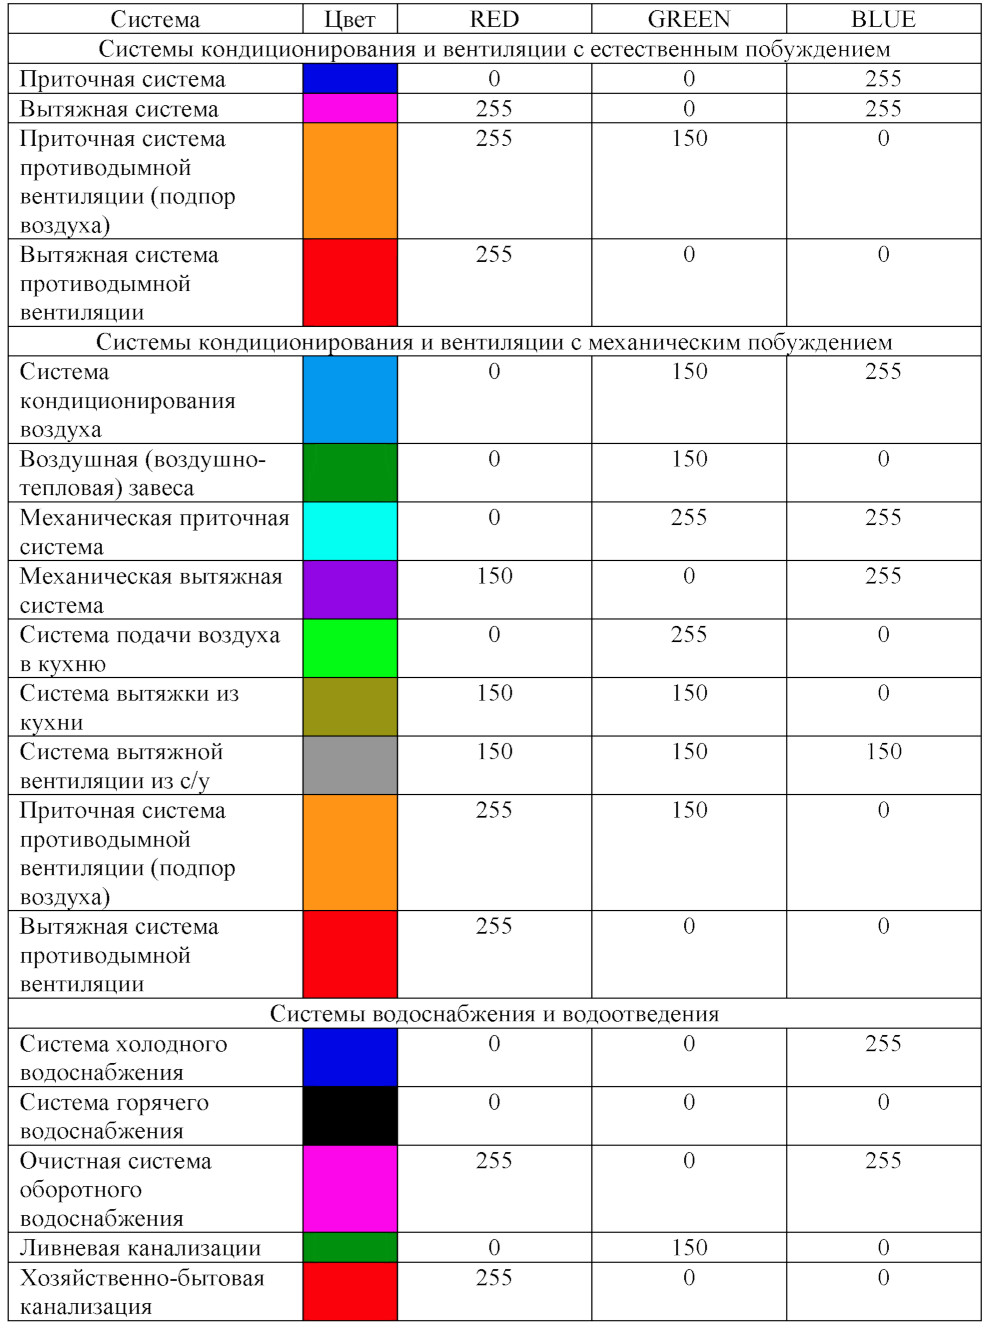 Система Цвет RED GREEN BLUE
Системы кондиционирования и вентиляции с естественным побуждением
Приточная система 0 0 255
Вытяжная система 255 0 255
Приточная система 255 150 0
противодымной
вентиляции (подпор
воздуха)
Вытяжная система 255 0 0
противодымной
вентиляции
Системы кондиционирования и вентиляции с механическим побуждением
Система 0 150 255
кондиционирования
воздуха
Воздушная (воздушно- 0 150 0
тепловая) завеса
Механическая приточная 0 255 255
система
Механическая вытяжная 150 0 255
система
Система подачи воздуха 0 255 0
в кухню
Система вытяжки из 150 150 0
кухни
Система вытяжной 150 150 150
вентиляции из с/у
Приточная система 255 150 0
противодымной
вентиляции (подпор
воздуха)
Вытяжная система 255 0 0
противодымной
вентиляции
Системы водоснабжения и водоотведения
Система холодного 0 0 255
водоснабжения
Система горячего 0 0 0
водоснабжения
Очистная система 255 0 255
оборотного
водоснабжения
Ливневая канализации 0 150 0
Хозяйственно-бытовая 255 0 0
канализация